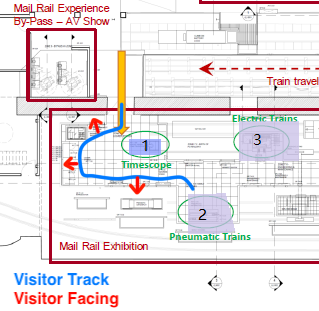 Mail Rail Experience
By-Pass – AV Show
Train travel
Electric Trains
1
3
Timescope
2
Pneumatic Trains
Mail Rail Exhibition
Visitor Track
Visitor Facing